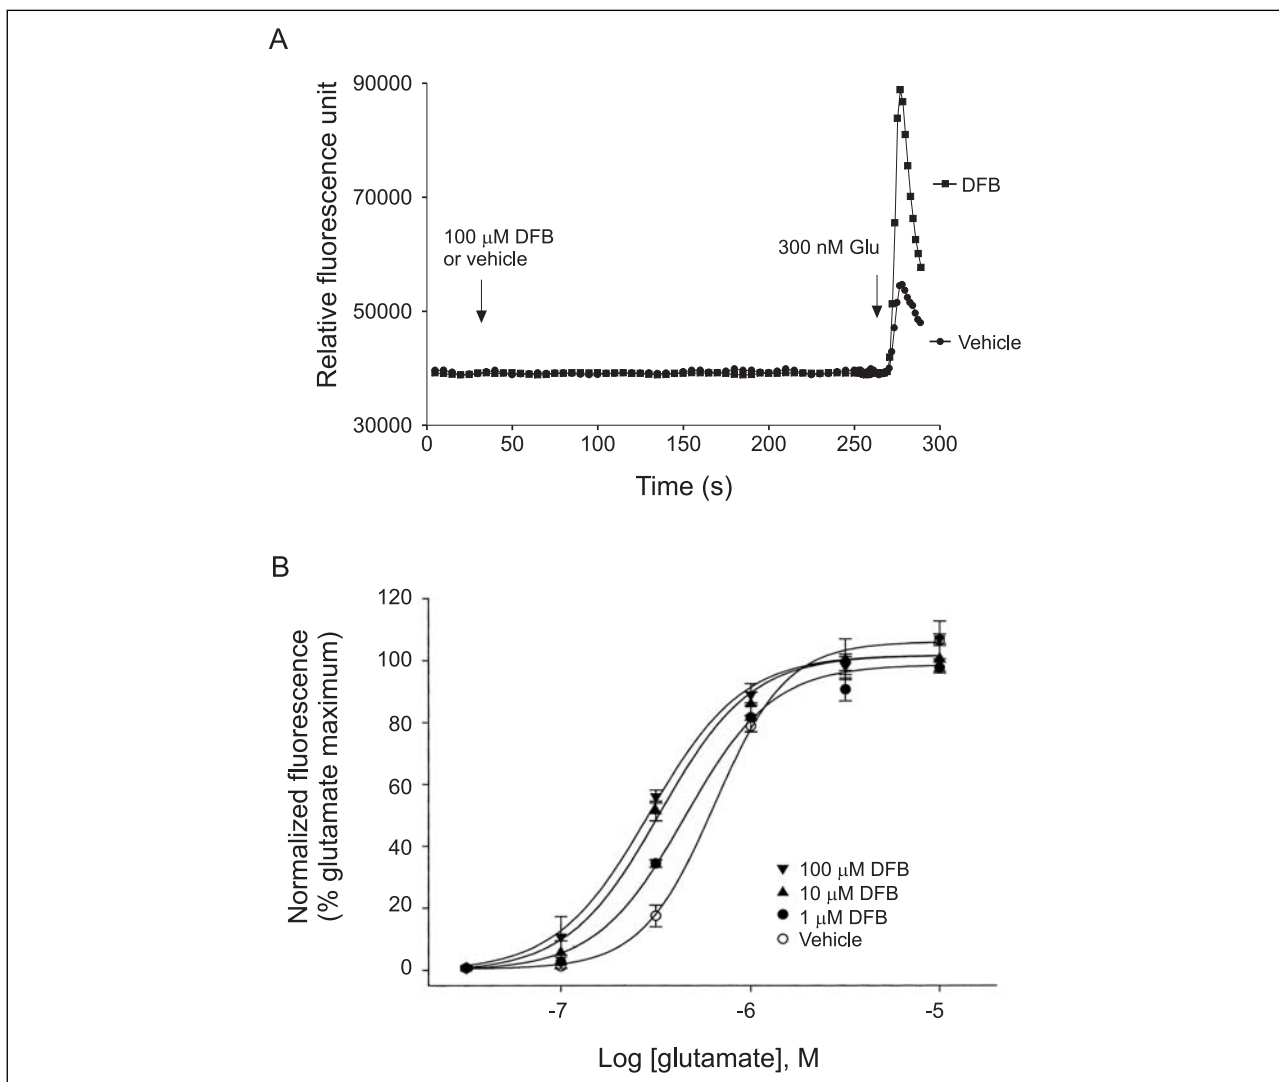 A
Relative fluorescence unit
90000
70000
50000
30000
100 μM DFB
or vehicle
300 nM Glu
DFB
Vehicle
0 50 100 150 200 250 300
Time (s)
B
Normalized fluorescence
(% glutamate maximum)
120
100
80
60
40
20
0
100 μM DFB
10 μM DFB
1 μM DFB
Vehicle
-7 -6 -5
Log [glutamate], M